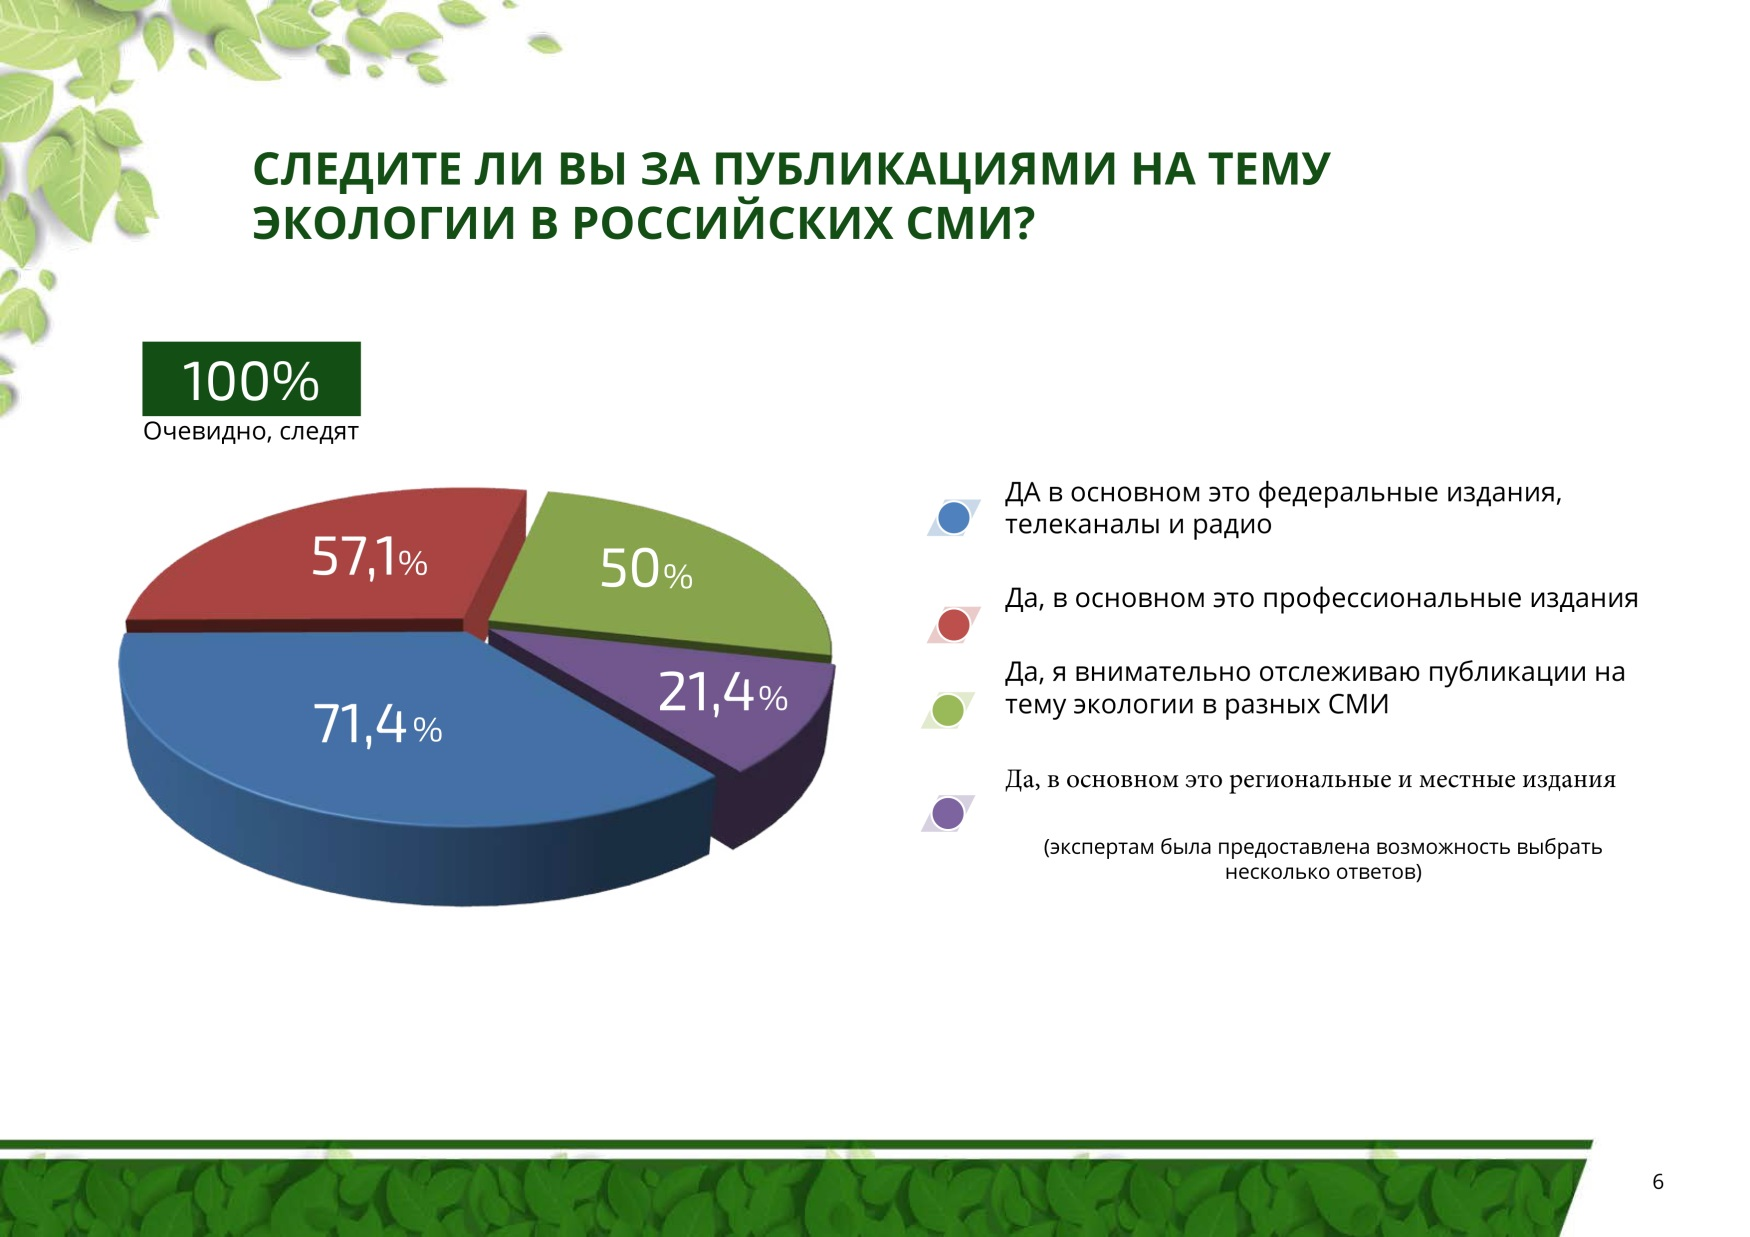 СЛЕДИТЕ ЛИ ВЫ ЗА ПУБЛИКАЦИЯМИ НА ТЕМУ
ЭКОЛОГИИ В РОССИЙСКИХ СМИ?
100%
Очевидно, следят
57,1%
50%
21,4%
71,4%
ДА в основном это федеральные издания,
телеканалы и радио
Да, в основном это профессиональные издания
Да, я внимательно отслеживаю публикации на
тему экологии в разных СМИ
Да, в основном это региональные и местные издания
(экспертам была предоставлена возможность выбрать
несколько ответов)
6